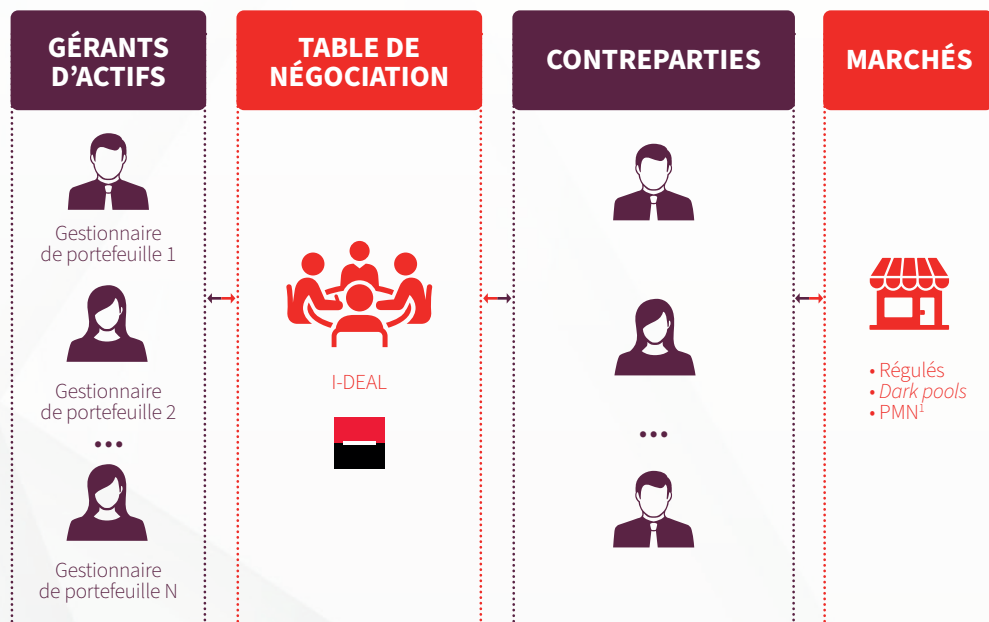 GÉRANTS
D'ACTIFS
TABLE DE
NÉGOCIATION
CONTREPARTIES
MARCHÉS
Gestionnaire
de portefeuille 1
Gestionnaire
de portefeuille 2
•••
Gestionnaire
de portefeuille N
I-DEAL
•••
• Régulés
• Dark pools
• PMN¹